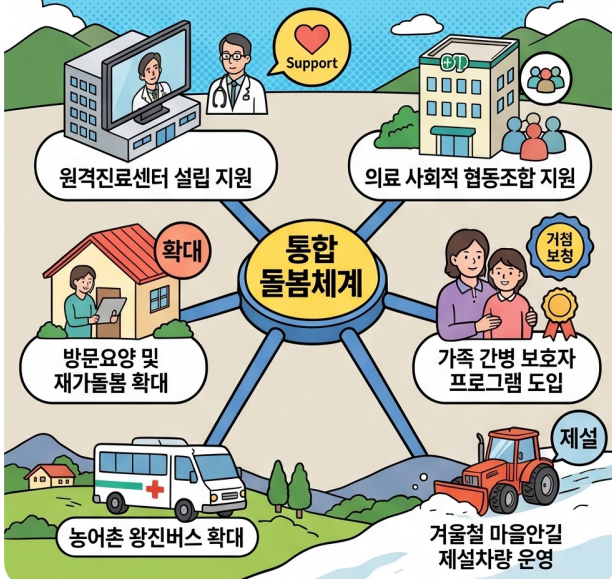 Support
원격진료센터 설립 지원
의료 사회적 협동조합 지원
통합
돌봄체계
확대
거첨
보청
방문요양 및
재가돌봄 확대
가족 간병 보호자
프로그램 도입
제설
농어촌 왕진버스 확대
겨울철 마을안길
제설차량 운영